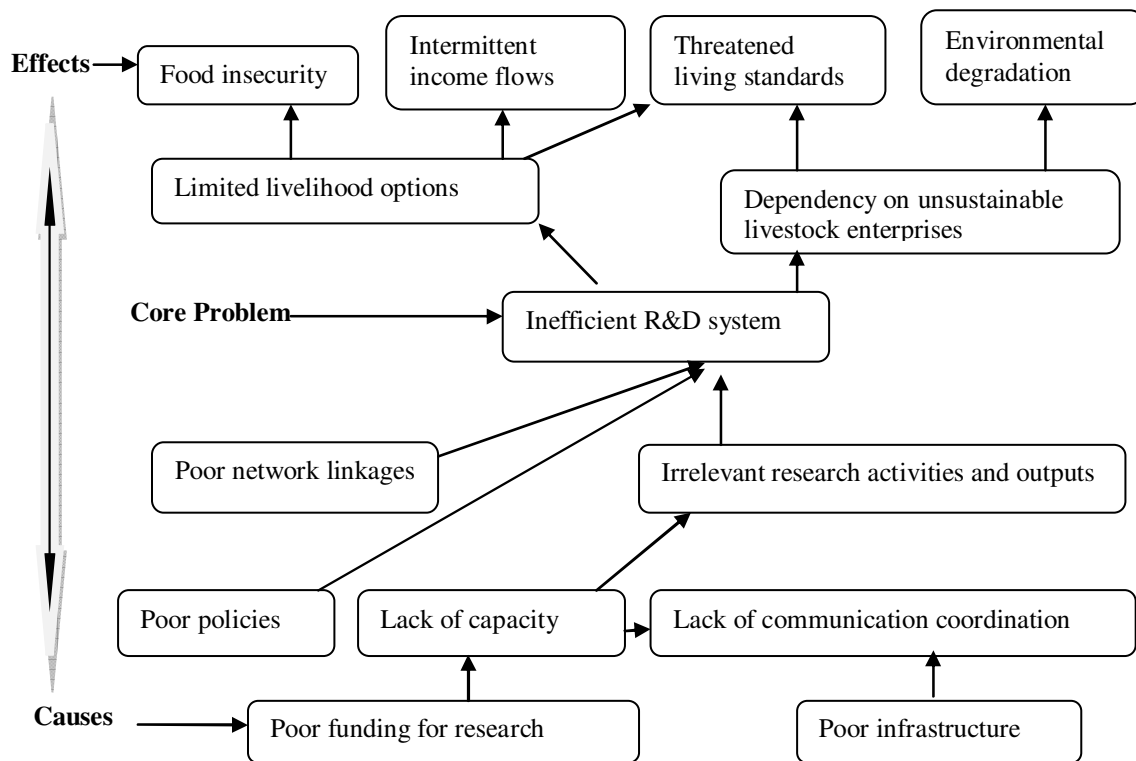 Effects
Food insecurity
Intermittent
income flows
Threatened
living standards
Environmental
degradation
Limited livelihood options
Dependency on unsustainable
livestock enterprises
Core Problem
Inefficient R&D system
Poor network linkages
Irrelevant research activities and outputs
Poor policies
Lack of capacity
Lack of communication coordination
Causes
Poor funding for research
Poor infrastructure